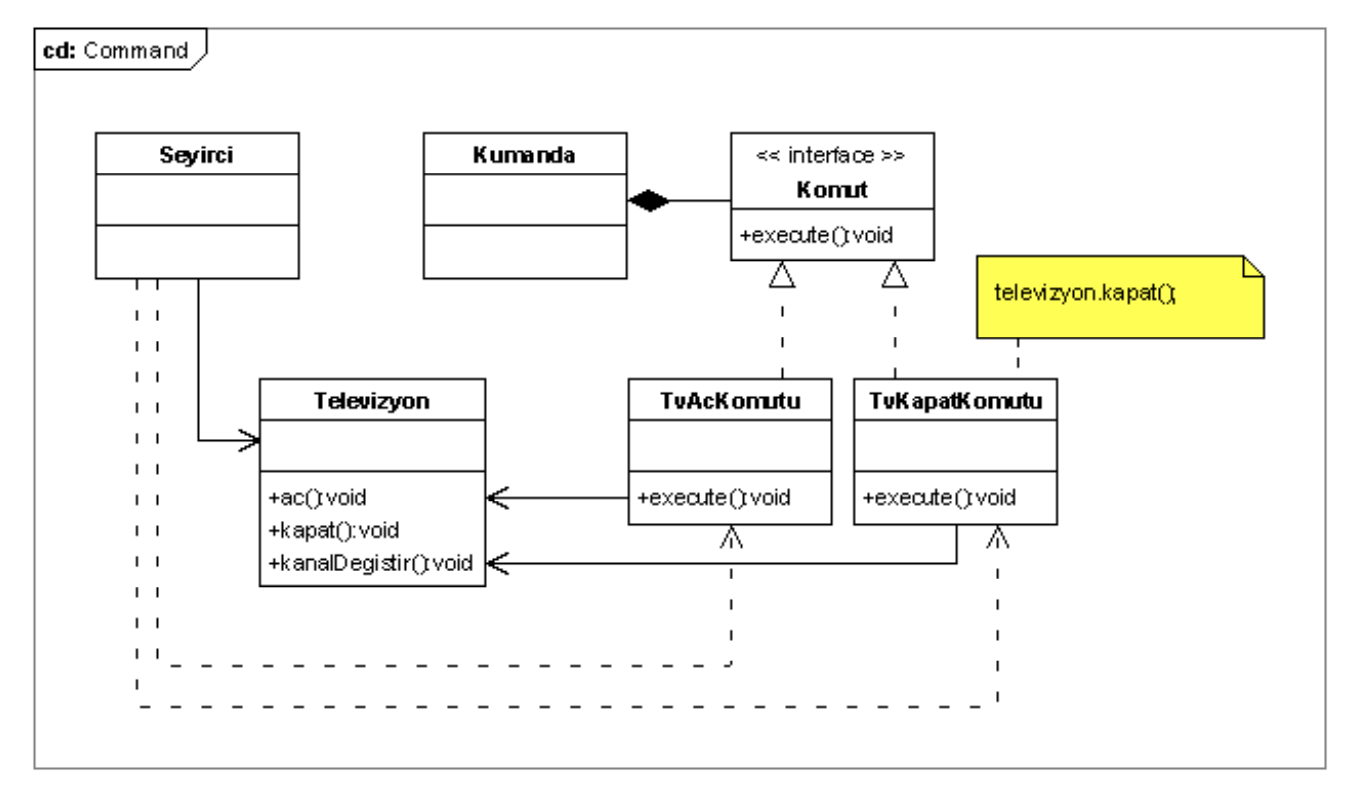 cd: Command
Seyirci
Kumanda
<< interface >>
Komut
+execute():void
televizyon.kapat();
Televizyon
+ac():void
+kapat():void
+kanalDegistir():void
TvAcKomutu
+execute():void
TvKapatKomutu
+execute():void